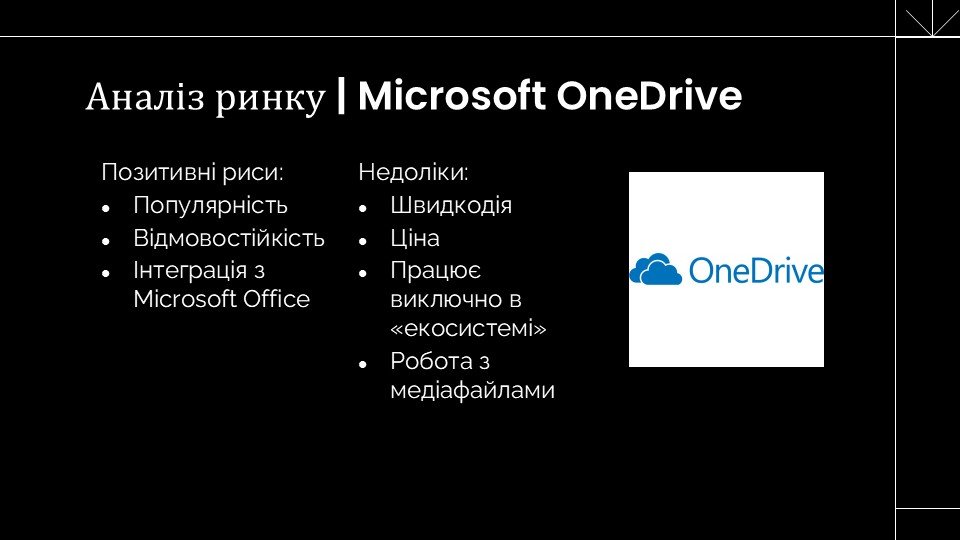 Аналіз ринку | Microsoft OneDrive
Позитивні риси:
● Популярність
● Відмовостійкість
● Інтеграція з
Microsoft Office
Недоліки:
● Швидкодія
● Ціна
● Працює
виключно в
«екосистемі»
● Робота з
медіафайлами
OneDrive